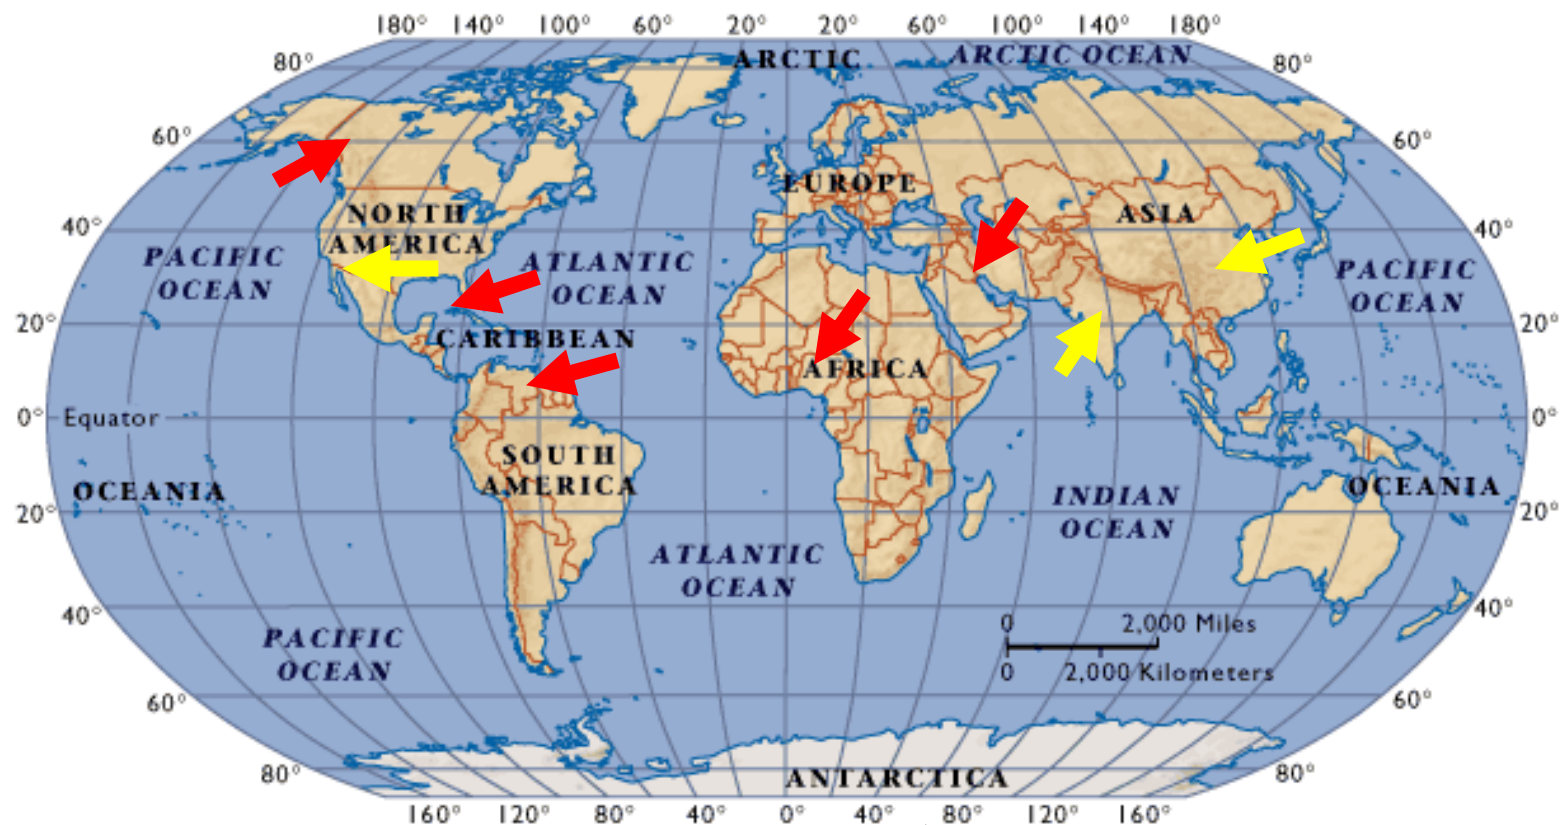 180° 140° 100° 60° 20° 20° 60° 100° 140° 180°
80° ARCTIC ARCTIC OCEAN 80°
60° 60°
EUROPE
NORTH AMERICA
ASIA
40° 40°
PACIFIC OCEAN
ATLANTIC OCEAN
PACIFIC OCEAN
20° 20°
CARIBBEAN
AFRICA
0° Equator 0°
SOUTH AMERICA
OCEANIA
INDIAN OCEAN
OCEANIA
20° 20°
ATLANTIC OCEAN
40° 40°
0 2,000 Miles
0 2,000 Kilometers
PACIFIC OCEAN
60° 60°
80° ANTARCTICA 80°
160° 120° 80° 40° 0° 40° 80° 120° 160°